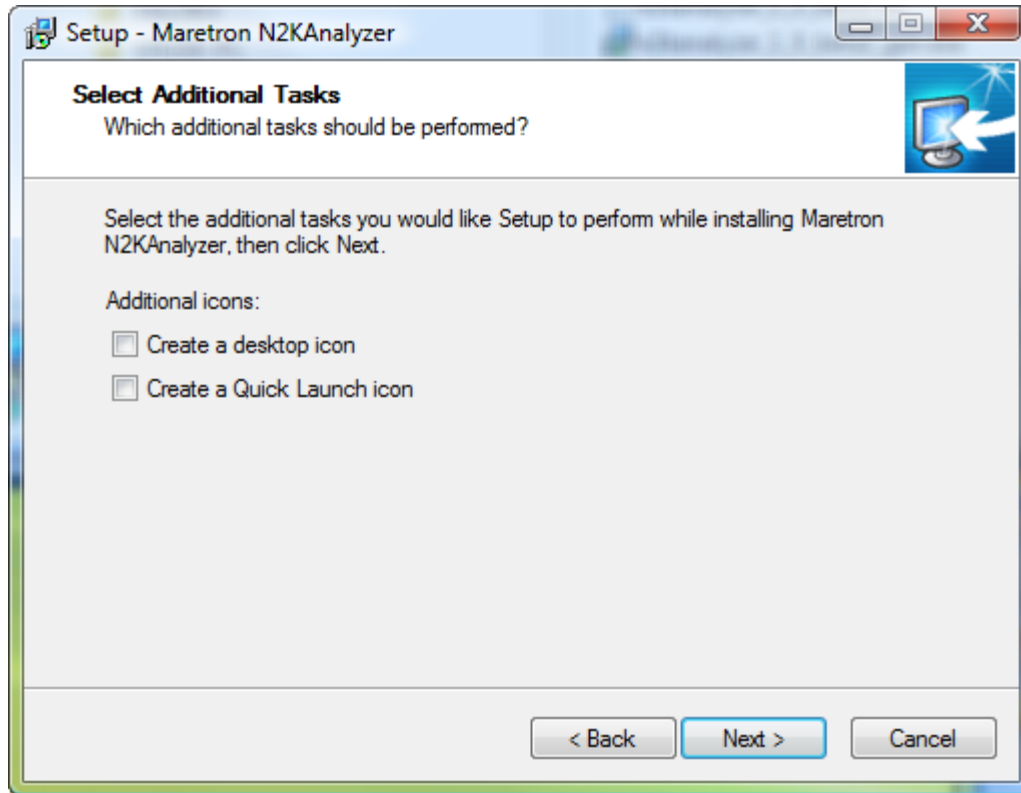 Setup - Maretron N2KAnalyzer
Select Additional Tasks
Which additional tasks should be performed?
Select the additional tasks you would like Setup to perform while installing Maretron
N2KAnalyzer, then click Next.
Additional icons:
Create a desktop icon
Create a Quick Launch icon
< Back
Next >
Cancel